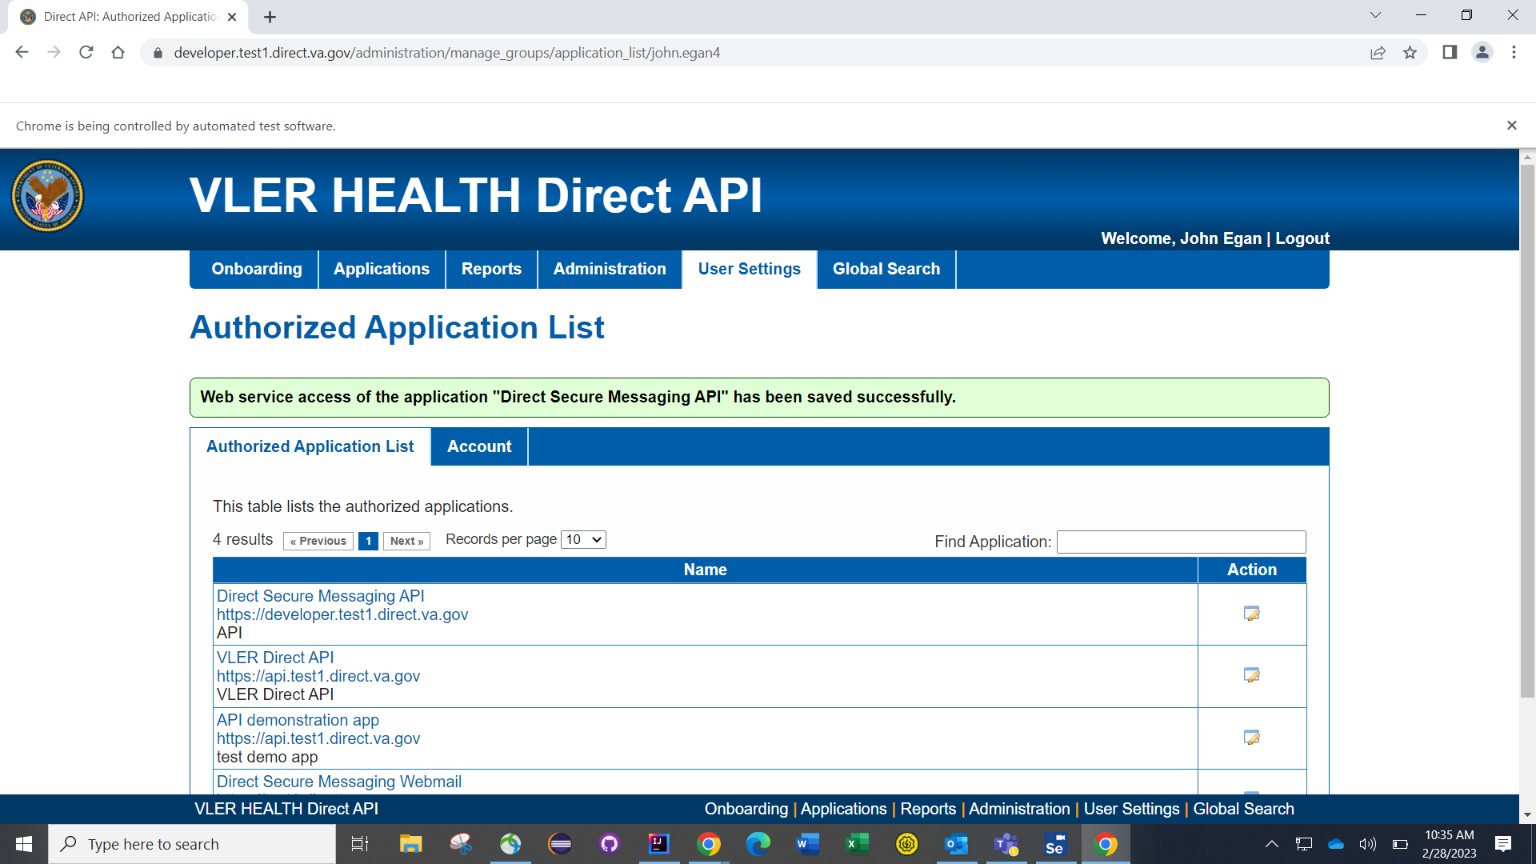 Direct API: Authorized Applicatio
developer.test1.direct.va.gov/administration/manage_groups/application_list/john.egan4
Chrome is being controlled by automated test software.
VLER HEALTH Direct API
Welcome, John Egan | Logout
Onboarding Applications Reports Administration User Settings Global Search
Authorized Application List
Web service access of the application "Direct Secure Messaging API" has been saved successfully.
Authorized Application List Account
This table lists the authorized applications.
4 results « Previous 1 Next » Records per page 10 Find Application:
Name Action
Direct Secure Messaging API
https://developer.test1.direct.va.gov
API
VLER Direct API
https://api.test1.direct.va.gov
VLER Direct API
API demonstration app
https://api.test1.direct.va.gov
test demo app
Direct Secure Messaging Webmail
VLER HEALTH Direct API Onboarding | Applications | Reports | Administration | User Settings | Global Search
Type here to search
10:35 AM
2/28/2023